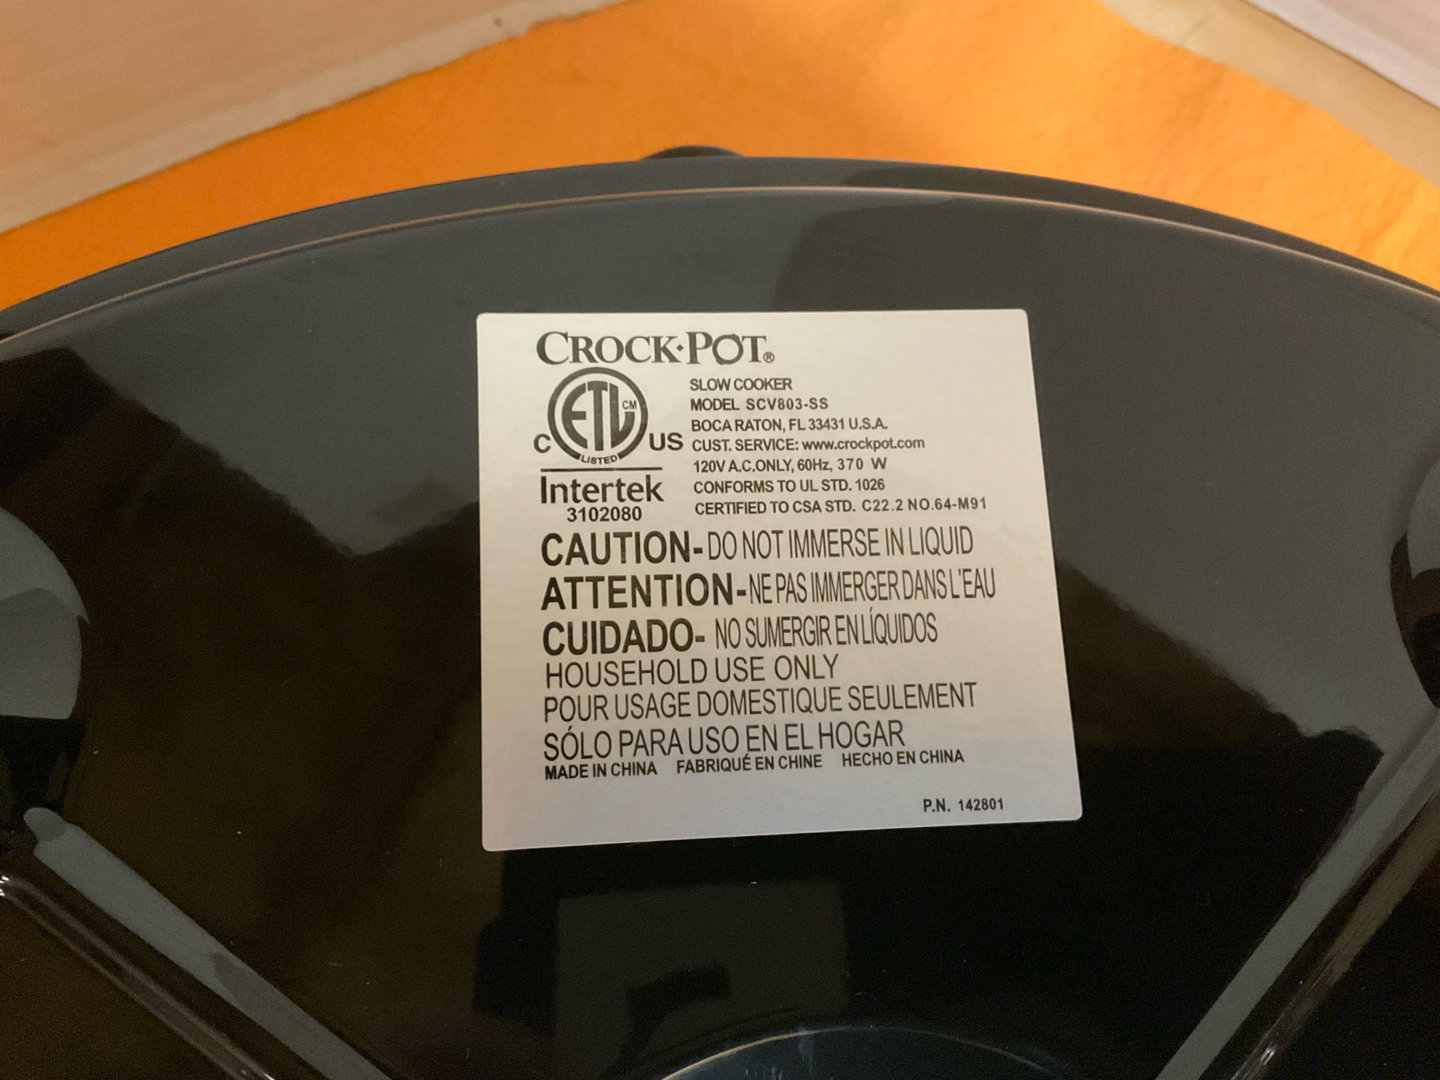 CROCK·POT®
C ETL CM LISTED US
Intertek
3102080
SLOW COOKER
MODEL SCV803-SS
BOCA RATON, FL 33431 U.S.A.
CUST. SERVICE: www.crockpot.com
120V A.C.ONLY, 60Hz, 370 W
CONFORMS TO UL STD. 1026
CERTIFIED TO CSA STD. C22.2 NO.64-M91
CAUTION- DO NOT IMMERSE IN LIQUID
ATTENTION- NE PAS IMMERGER DANS L'EAU
CUIDADO- NO SUMERGIR EN LÍQUIDOS
HOUSEHOLD USE ONLY
POUR USAGE DOMESTIQUE SEULEMENT
SÓLO PARA USO EN EL HOGAR
MADE IN CHINA FABRIQUÉ EN CHINE HECHO EN CHINA
P.N. 142801